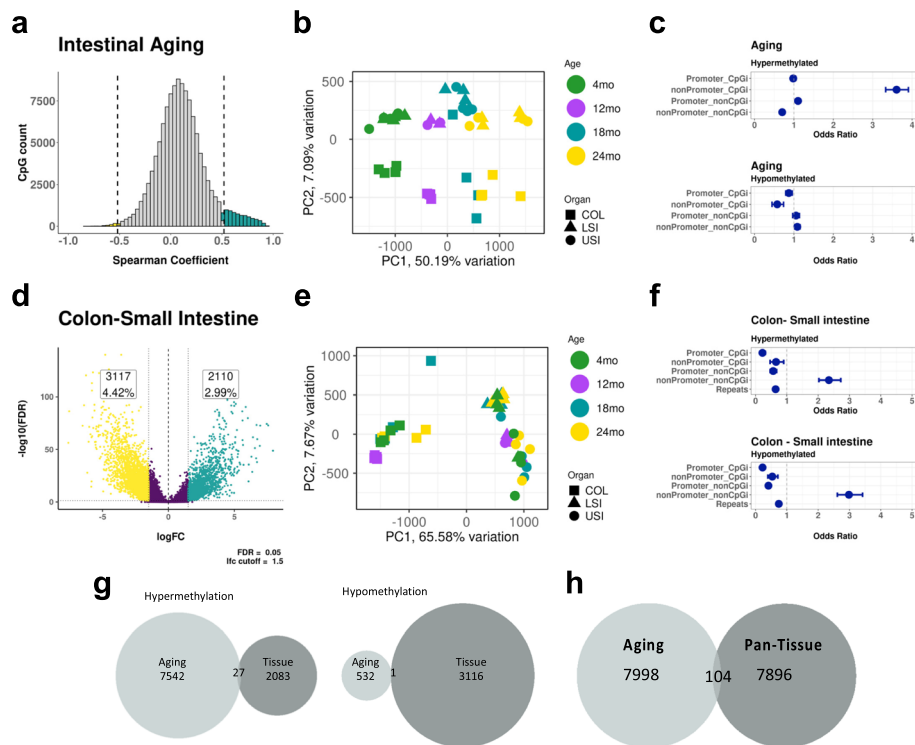 a
Intestinal Aging
CpG count
7500
5000
2500
0
-1.0 -0.5 0.0 0.5 1.0
Spearman Coefficient
b
PC2, 7.09% variation
500
0
-500
-1000 0 1000
PC1, 50.19% variation
Age
4mo
12mo
18mo
24mo
Organ
COL
LSI
USI
c
Aging
Hypermethylated
Promoter_CpGi
nonPromoter_CpGi
Promoter_nonCpGi
nonPromoter_nonCpGi
0 1 2 3 4
Odds Ratio
Aging
Hypomethylated
Promoter_CpGi
nonPromoter_CpGi
Promoter_nonCpGi
nonPromoter_nonCpGi
0 1 2 3 4
Odds Ratio
d
Colon-Small Intestine
-log10(FDR)
100
50
0
3117
4.42%
2110
2.99%
-5 0 5
logFC
FDR = 0.05
lfc cutoff = 1.5
e
PC2, 7.67% variation
1000
500
0
-500
-1000 0 1000
PC1, 65.58% variation
Age
4mo
12mo
18mo
24mo
Organ
COL
LSI
USI
f
Colon- Small intestine
Hypermethylated
Promoter_CpGi
nonPromoter_CpGi
Promoter_nonCpGi
nonPromoter_nonCpGi
Repeats
0 1 2 3 4 5
Odds Ratio
Colon - Small intestine
Hypomethylated
Promoter_CpGi
nonPromoter_CpGi
Promoter_nonCpGi
nonPromoter_nonCpGi
Repeats
0 1 2 3 4 5
Odds Ratio
g
Hypermethylation
Aging
7542
27
Tissue
2083
Hypomethylation
Aging
532
1
Tissue
3116
h
Aging
7998
104
Pan-Tissue
7896